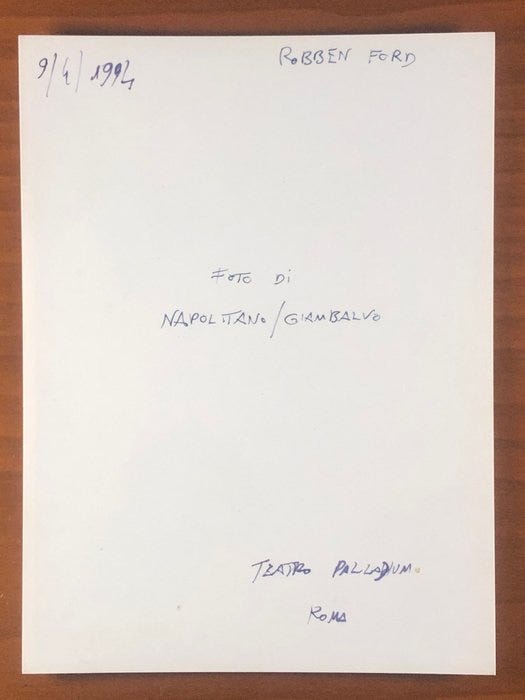 9/4/1994
ROBBEN FORD
FOTO Di
NAPOLITANO/GIAMBALVO
TEATRO PALLADIUM
ROMA